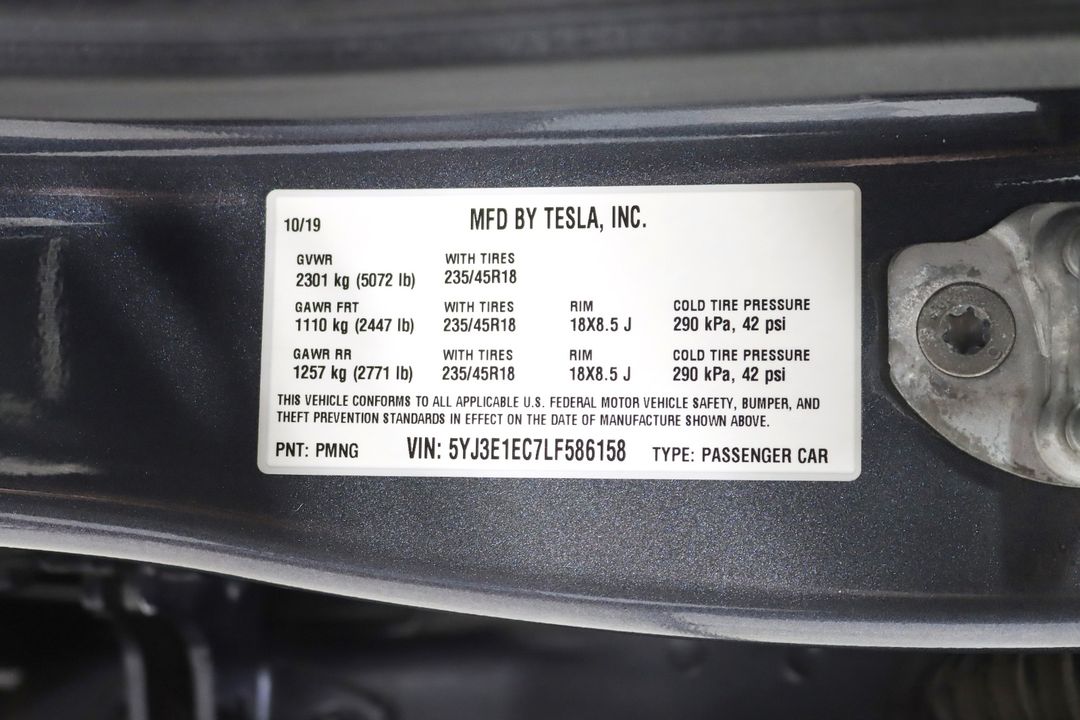 10/19 MFD BY TESLA, INC.
GVWR WITH TIRES
2301 kg (5072 lb) 235/45R18
GAWR FRT WITH TIRES RIM COLD TIRE PRESSURE
1110 kg (2447 lb) 235/45R18 18X8.5 J 290 kPa, 42 psi
GAWR RR WITH TIRES RIM COLD TIRE PRESSURE
1257 kg (2771 lb) 235/45R18 18X8.5 J 290 kPa, 42 psi
THIS VEHICLE CONFORMS TO ALL APPLICABLE U.S. FEDERAL MOTOR VEHICLE SAFETY, BUMPER, AND
THEFT PREVENTION STANDARDS IN EFFECT ON THE DATE OF MANUFACTURE SHOWN ABOVE.
PNT: PMNG VIN: 5YJ3E1EC7LF586158 TYPE: PASSENGER CAR